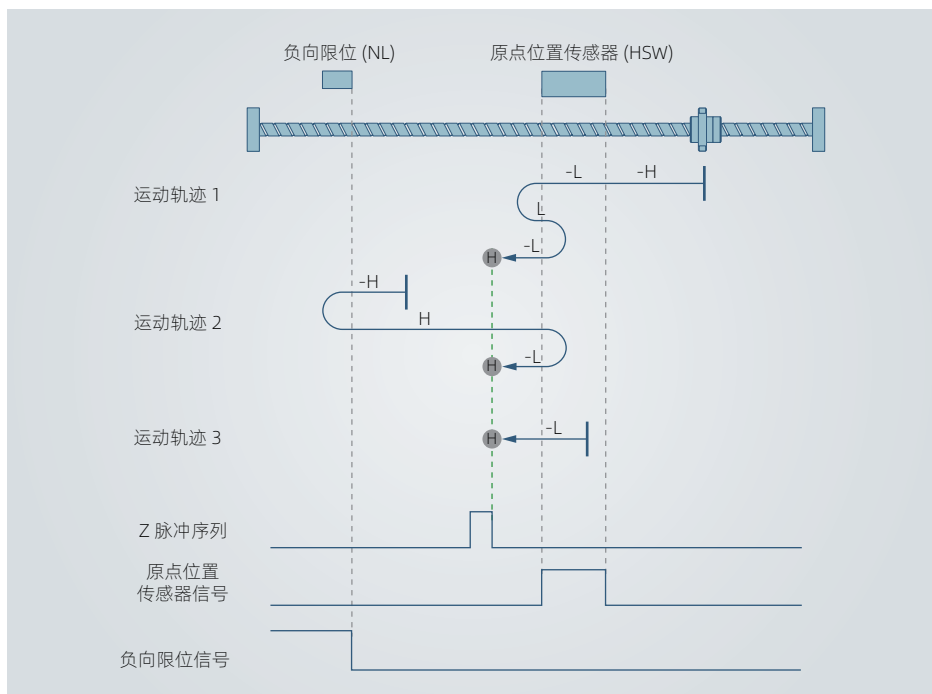 负向限位 (NL)
原点位置传感器 (HSW)
运动轨迹 1
-L
-H
L
-L
H
运动轨迹 2
-H
H
-L
H
运动轨迹 3
-L
H
Z 脉冲序列
原点位置
传感器信号
负向限位信号